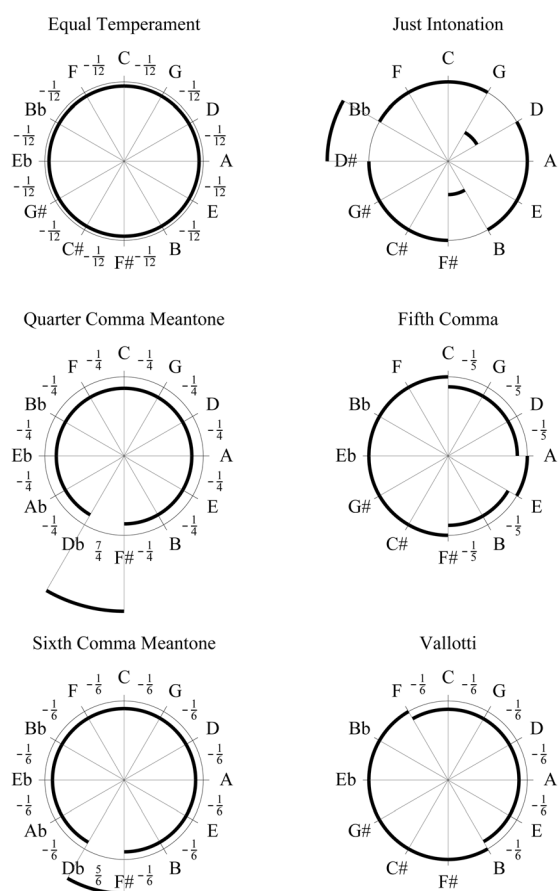 Equal Temperament
C
F -1/12 -1/12 G
-1/12 -1/12
Bb D
-1/12 -1/12
Eb A
-1/12 -1/12
G# E
-1/12 -1/12
C# -1/12 F# -1/12 B
Just Intonation
C
F G
Bb D
D# A
G# E
C# B
F#
Quarter Comma Meantone
C
F -1/4 -1/4 G
-1/4 -1/4
Bb D
-1/4 -1/4
Eb A
-1/4 -1/4
Ab E
-1/4 -1/4
Db 7/4 F# -1/4 B
Fifth Comma
C
F -1/5 G
-1/5
Bb D
-1/5
Eb A
G# E
-1/5
C# F# -1/5 B
Sixth Comma Meantone
C
F -1/6 -1/6 G
-1/6 -1/6
Bb D
-1/6 -1/6
Eb A
-1/6 -1/6
Ab E
-1/6 -1/6
Db 5/6 F# -1/6 B
Vallotti
C
F -1/6 -1/6 G
-1/6
Bb D
-1/6
Eb A
-1/6
G# E
-1/6
C# B
F#